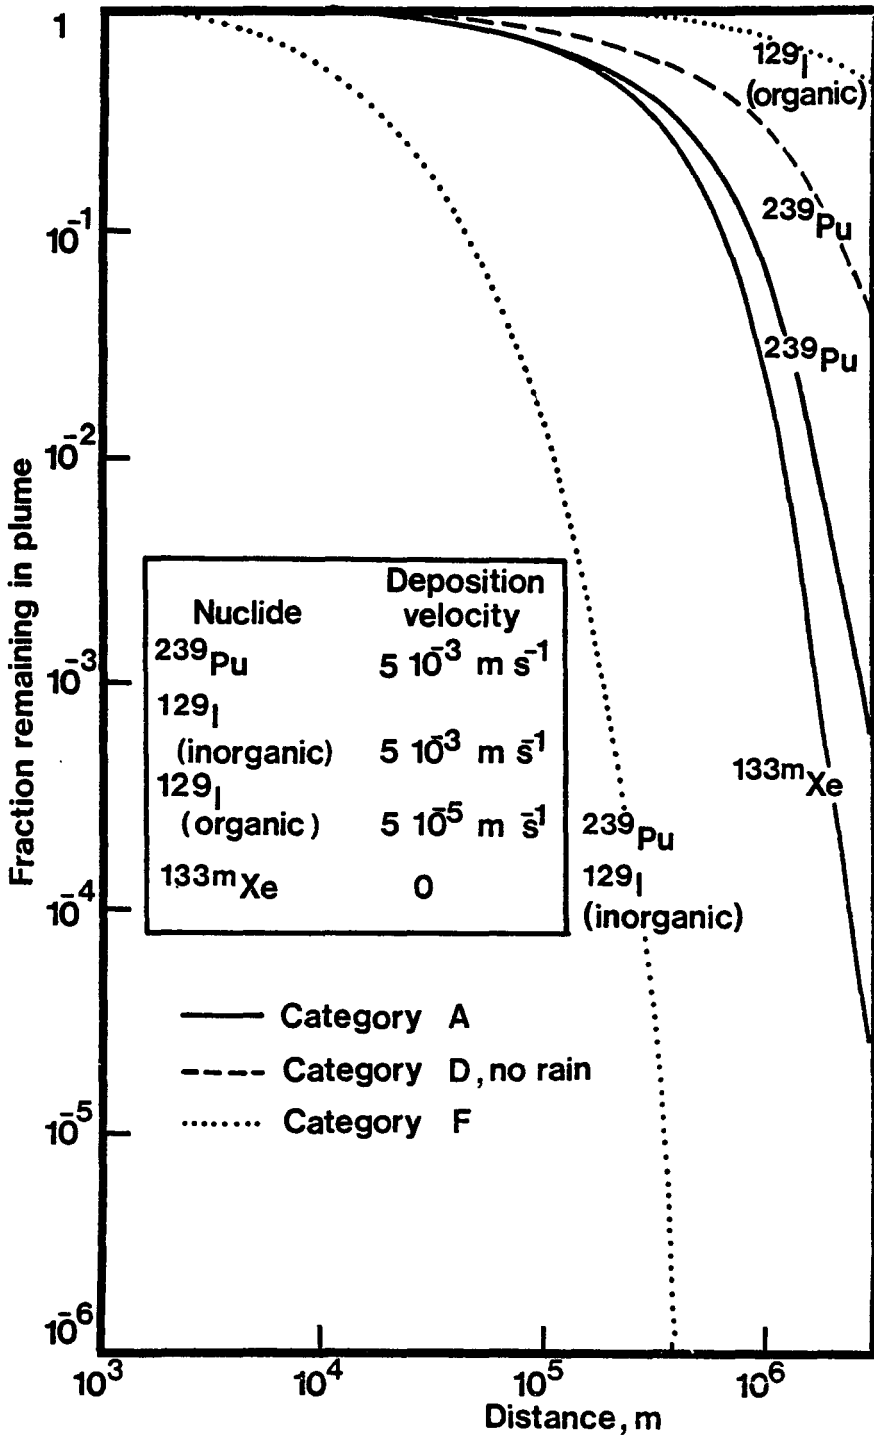 1
10⁻¹
10⁻²
10⁻³
10⁻⁴
10⁻⁵
10⁻⁶
Fraction remaining in plume
129I
(organic)
239Pu
239Pu
133mXe
239Pu
129I
(inorganic)
Nuclide Deposition velocity
239Pu 5 10⁻³ m s⁻¹
129I
(inorganic) 5 10⁻³ m s⁻¹
129I
(organic) 5 10⁻⁵ m s⁻¹
133mXe 0
Category A
Category D, no rain
Category F
10³ 10⁴ 10⁵ 10⁶
Distance, m